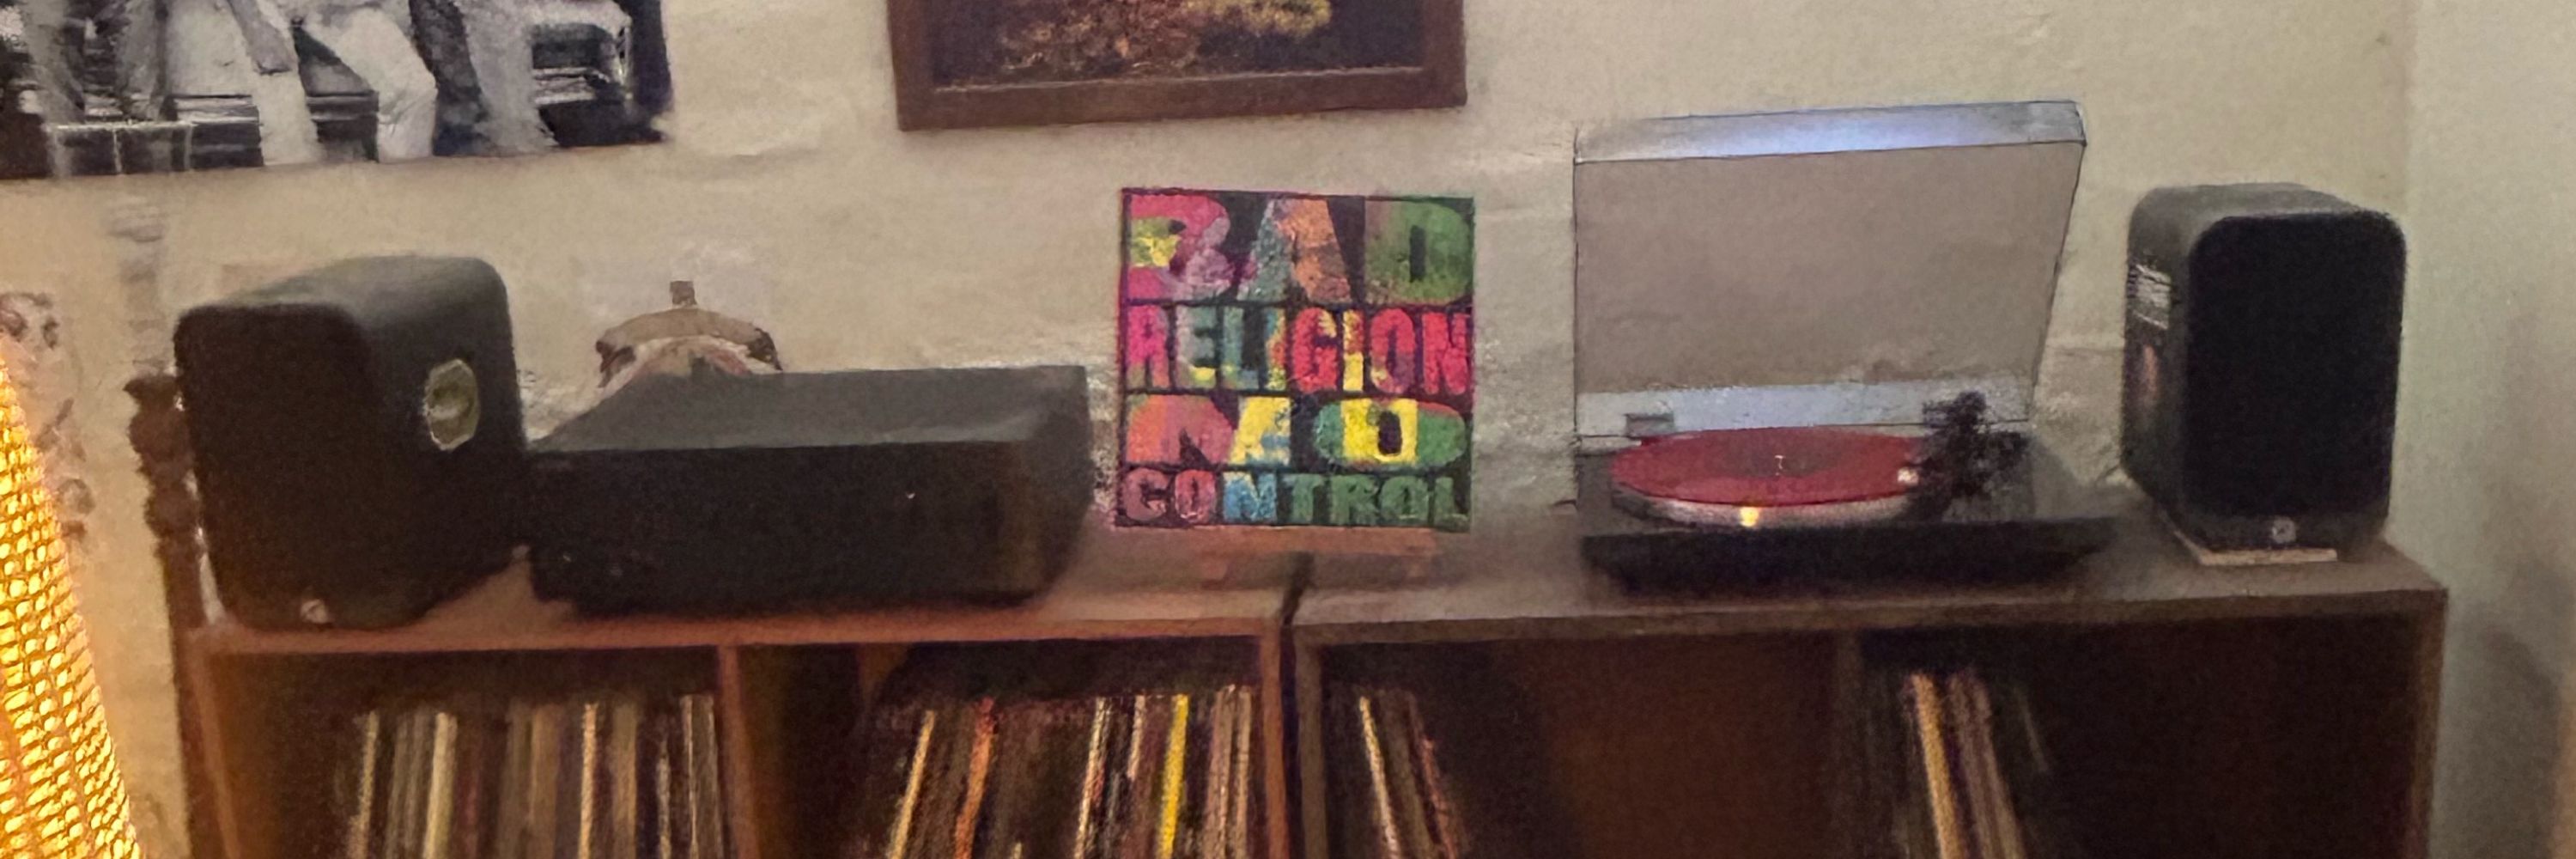 BAD
RELIGION
NO
CONTROL